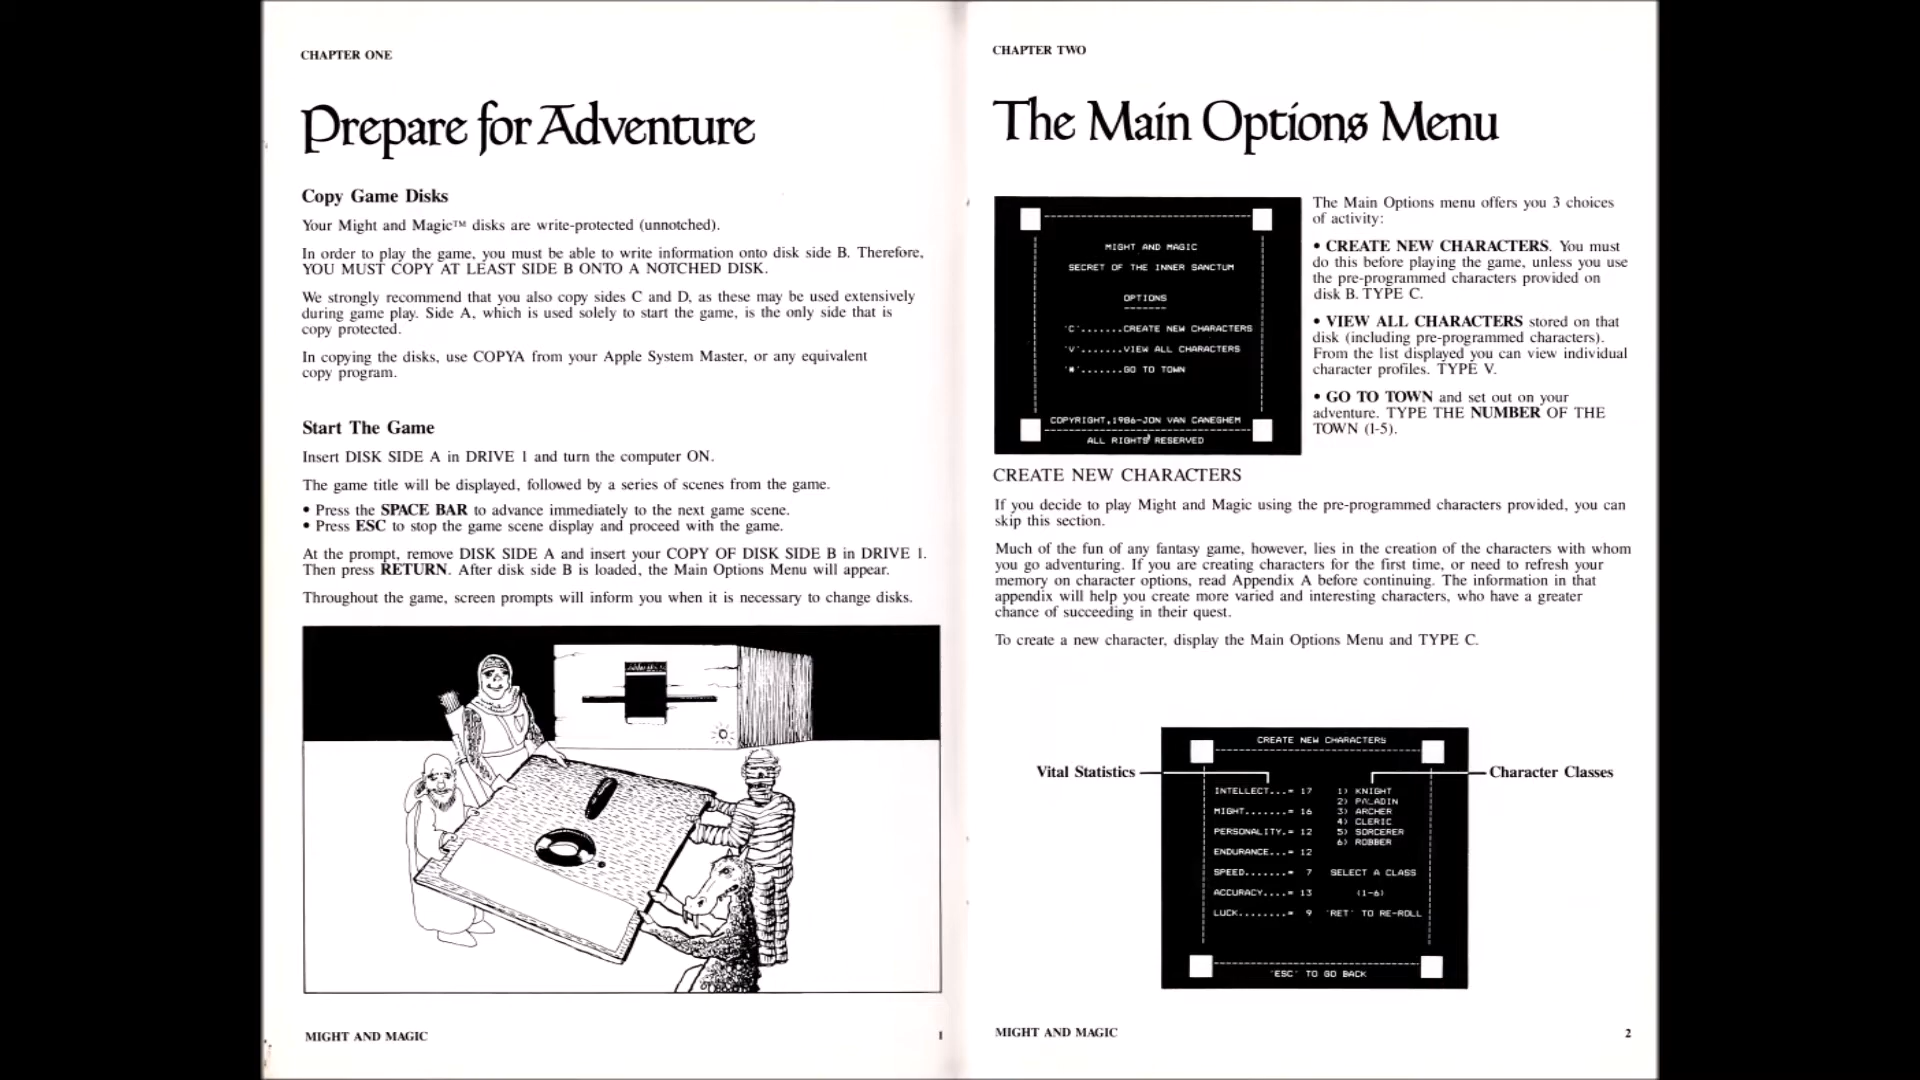 CHAPTER ONE
Prepare for Adventure
Copy Game Disks
Your Might and Magic™ disks are write-protected (unnotched).
In order to play the game, you must be able to write information onto disk side B. Therefore,
YOU MUST COPY AT LEAST SIDE B ONTO A NOTCHED DISK.
We strongly recommend that you also copy sides C and D, as these may be used extensively
during game play. Side A, which is used solely to start the game, is the only side that is
copy protected.
In copying the disks, use COPYA from your Apple System Master, or any equivalent
copy program.
Start The Game
Insert DISK SIDE A in DRIVE 1 and turn the computer ON.
The game title will be displayed, followed by a series of scenes from the game.
• Press the SPACE BAR to advance immediately to the next game scene.
• Press ESC to stop the game scene display and proceed with the game.
At the prompt, remove DISK SIDE A and insert your COPY OF DISK SIDE B in DRIVE 1.
Then press RETURN. After disk side B is loaded, the Main Options Menu will appear.
Throughout the game, screen prompts will inform you when it is necessary to change disks.
MIGHT AND MAGIC
1
CHAPTER TWO
The Main Options Menu
MIGHT AND MAGIC
SECRET OF THE INNER SANCTUM
OPTIONS
-------
'C'.......CREATE NEW CHARACTERS
'V'.......VIEW ALL CHARACTERS
'#'.......GO TO TOWN
COPYRIGHT,1986-JON VAN CANEGHEM
ALL RIGHTS RESERVED
The Main Options menu offers you 3 choices
of activity:
• CREATE NEW CHARACTERS. You must
do this before playing the game, unless you use
the pre-programmed characters provided on
disk B. TYPE C.
• VIEW ALL CHARACTERS stored on that
disk (including pre-programmed characters).
From the list displayed you can view individual
character profiles. TYPE V.
• GO TO TOWN and set out on your
adventure. TYPE THE NUMBER OF THE
TOWN (1-5).
CREATE NEW CHARACTERS
If you decide to play Might and Magic using the pre-programmed characters provided, you can
skip this section.
Much of the fun of any fantasy game, however, lies in the creation of the characters with whom
you go adventuring. If you are creating characters for the first time, or need to refresh your
memory on character options, read Appendix A before continuing. The information in that
appendix will help you create more varied and interesting characters, who have a greater
chance of succeeding in their quest.
To create a new character, display the Main Options Menu and TYPE C.
CREATE NEW CHARACTERS
Vital Statistics
Character Classes
INTELLECT...= 17 1) KNIGHT
2) PALADIN
MIGHT.......= 16 3) ARCHER
4) CLERIC
PERSONALITY.= 12 5) SORCERER
6) ROBBER
ENDURANCE...= 12
SPEED.......= 7 SELECT A CLASS
ACCURACY....= 13 (1-6)
LUCK........= 9 'RET' TO RE-ROLL
'ESC' TO GO BACK
MIGHT AND MAGIC
2